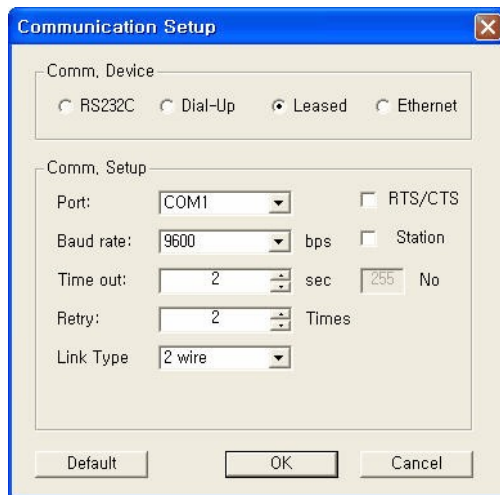 Communication Setup
Comm. Device
RS232C Dial-Up Leased Ethernet
Comm. Setup
Port: COM1 RTS/CTS
Baud rate: 9600 bps Station
Time out: 2 sec 255 No
Retry: 2 Times
Link Type 2 wire
Default OK Cancel